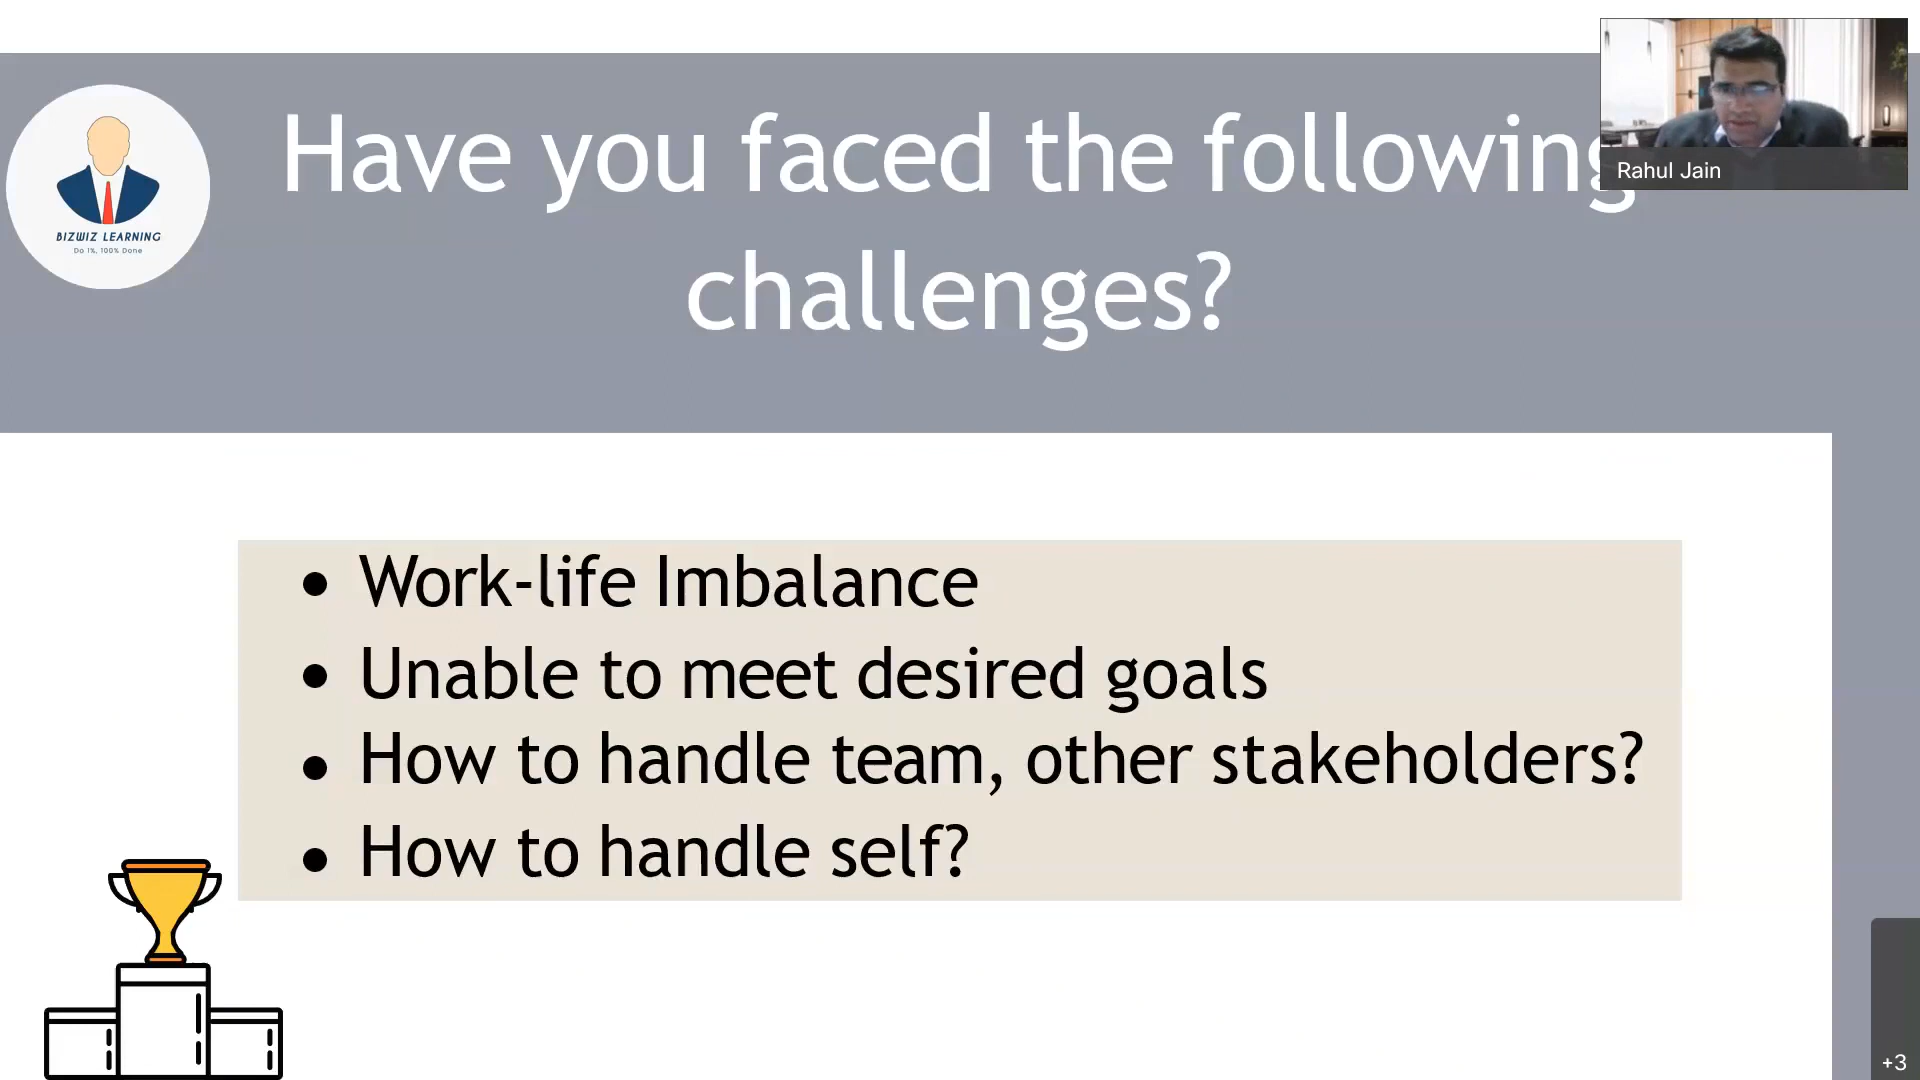 Have you faced the following
challenges?
Rahul Jain
BIZWIZ LEARNING
Do 1%, 100% Done
• Work-life Imbalance
• Unable to meet desired goals
• How to handle team, other stakeholders?
• How to handle self?
+3